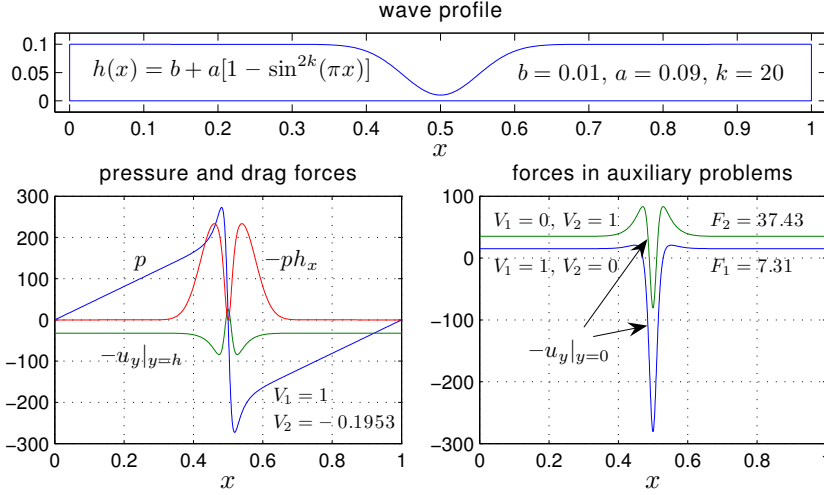 wave profile
0.1
0.05
0
h(x) = b + a[1 − sin^{2k}(πx)]
b = 0.01, a = 0.09, k = 20
0 0.1 0.2 0.3 0.4 0.5 0.6 0.7 0.8 0.9 1
x
pressure and drag forces
300
200
100
0
−100
−200
−300
p
−ph_x
−u_y|_{y=h}
V_1 = 1
V_2 = − 0.1953
0 0.2 0.4 0.6 0.8 1
x
forces in auxiliary problems
100
0
−100
−200
−300
V_1 = 0, V_2 = 1
F_2 = 37.43
V_1 = 1, V_2 = 0
F_1 = 7.31
−u_y|_{y=0}
0 0.2 0.4 0.6 0.8 1
x